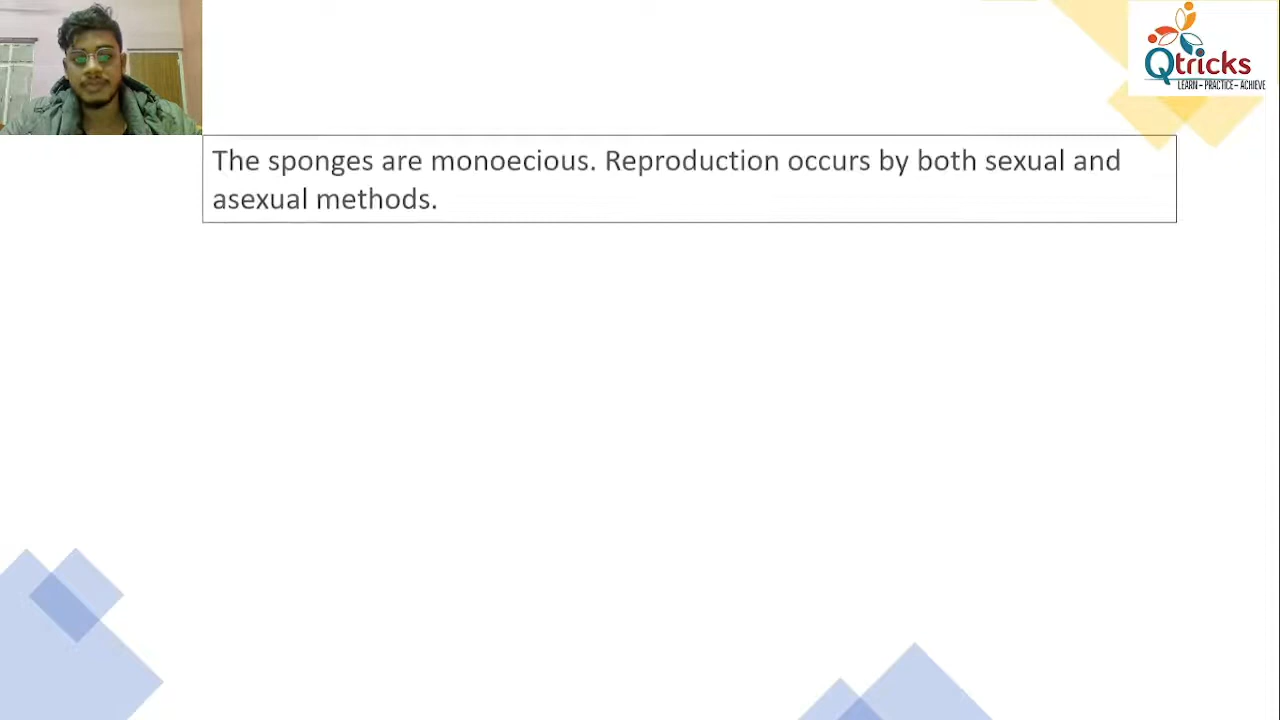 Qtricks
LEARN – PRACTICE – ACHIEVE
The sponges are monoecious. Reproduction occurs by both sexual and
asexual methods.